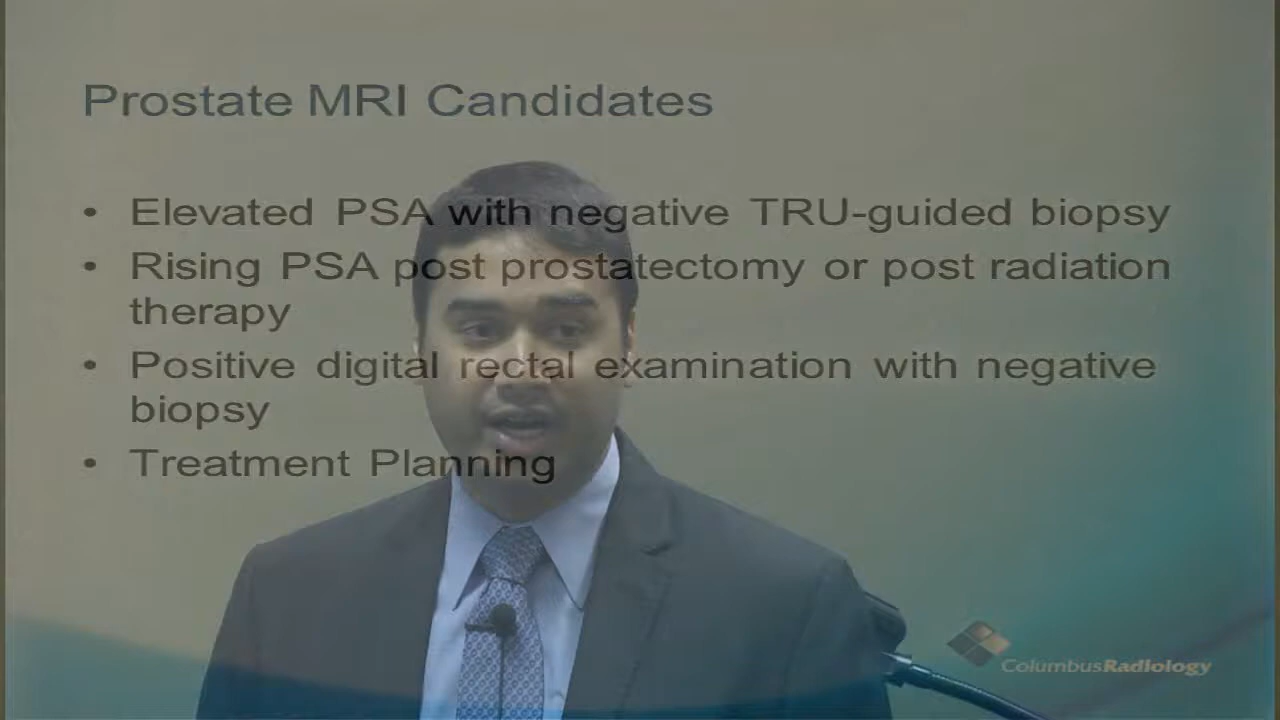 Prostate MRI Candidates
• Elevated PSA with negative TRU-guided biopsy
• Rising PSA post prostatectomy or post radiation
therapy
• Positive digital rectal examination with negative
biopsy
• Treatment Planning
ColumbusRadiology